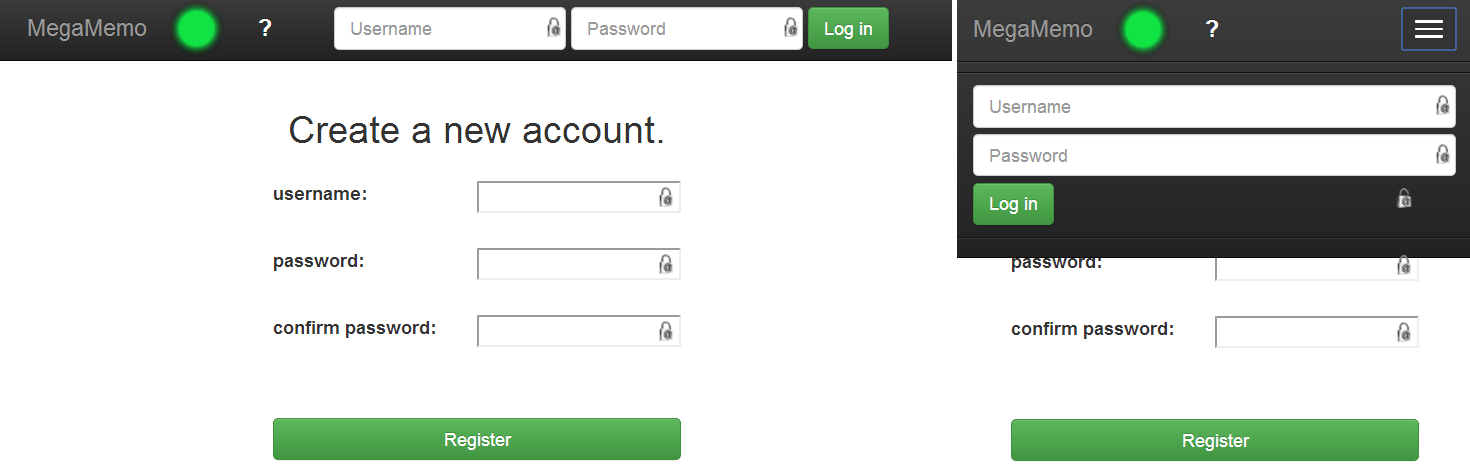 MegaMemo ? Username Password Log in
Create a new account.
username:
password:
confirm password:
Register
MegaMemo ?
Username
Password
Log in
password:
confirm password:
Register